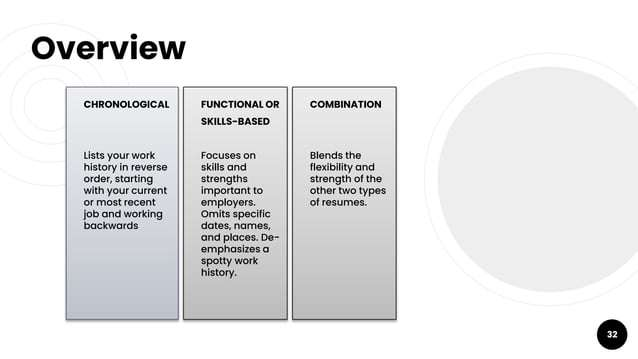 Overview
CHRONOLOGICAL
Lists your work
history in reverse
order, starting
with your current
or most recent
job and working
backwards
FUNCTIONAL OR
SKILLS-BASED
Focuses on
skills and
strengths
important to
employers.
Omits specific
dates, names,
and places. De-
emphasizes a
spotty work
history.
COMBINATION
Blends the
flexibility and
strength of the
other two types
of resumes.
32